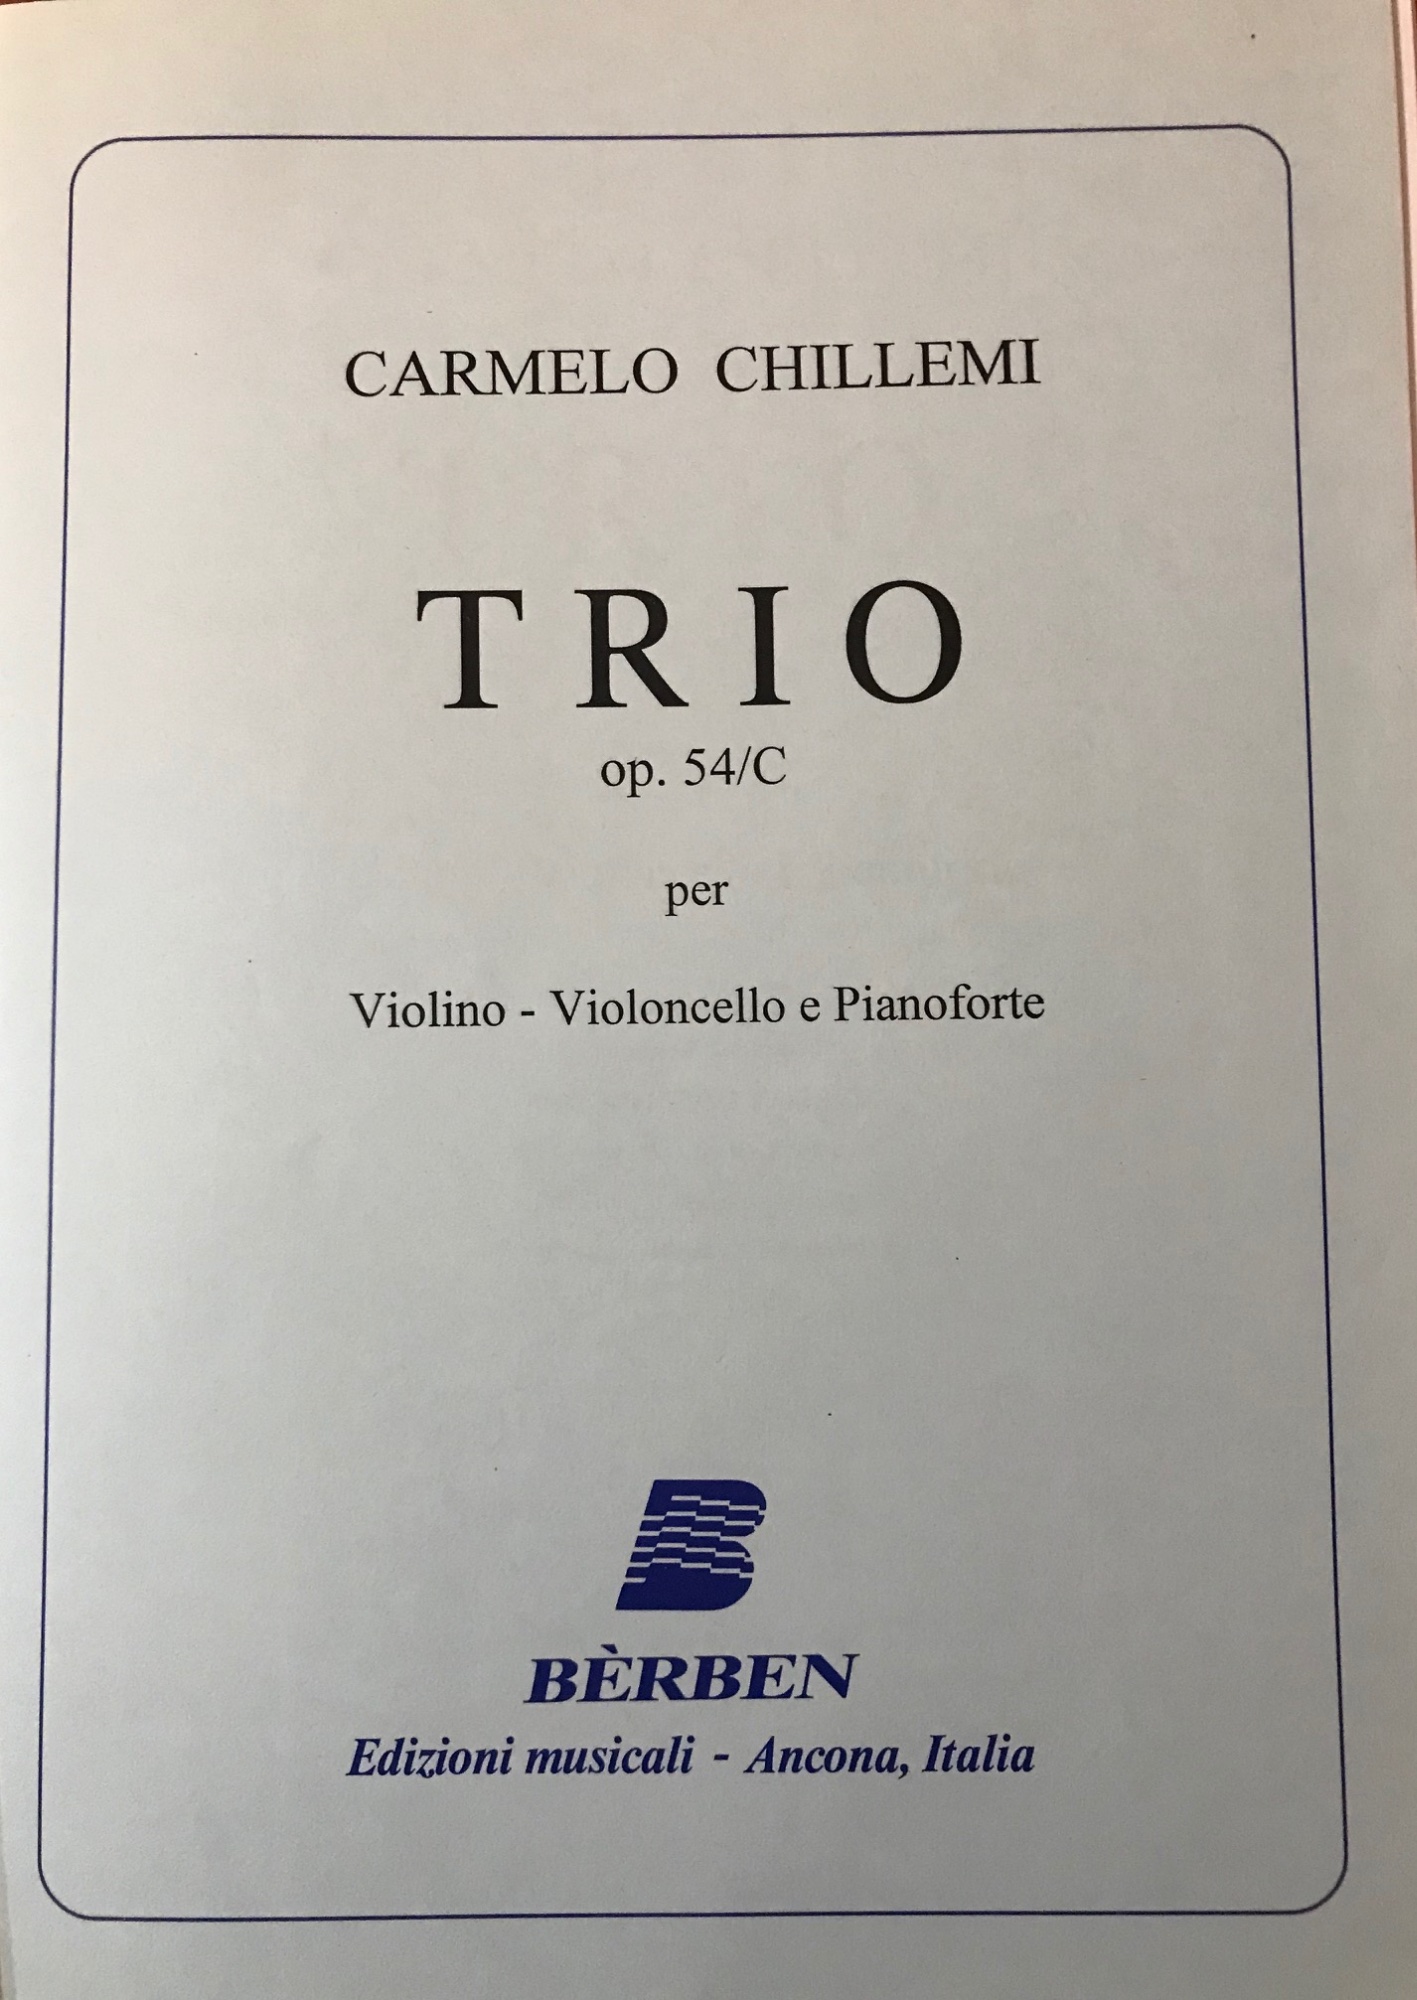 CARMELO CHILLEMI
TRIO
op. 54/C
per
Violino - Violoncello e Pianoforte
B
BÈRBEN
Edizioni musicali - Ancona, Italia